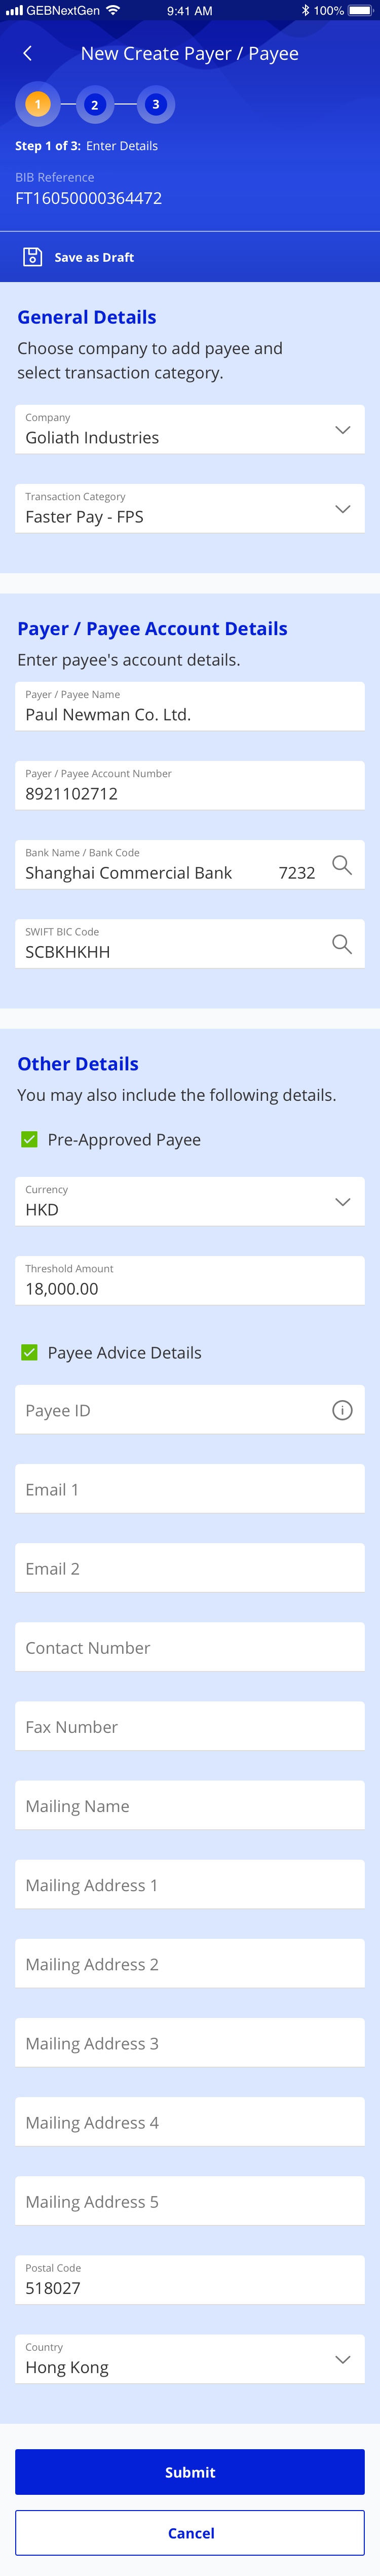 GEBNextGen 9:41 AM 100%
New Create Payer / Payee
1 2 3
Step 1 of 3: Enter Details
BIB Reference
FT16050000364472
Save as Draft
General Details
Choose company to add payee and
select transaction category.
Company
Goliath Industries
Transaction Category
Faster Pay - FPS
Payer / Payee Account Details
Enter payee's account details.
Payer / Payee Name
Paul Newman Co. Ltd.
Payer / Payee Account Number
8921102712
Bank Name / Bank Code
Shanghai Commercial Bank 7232
SWIFT BIC Code
SCBKHKHH
Other Details
You may also include the following details.
Pre-Approved Payee
Currency
HKD
Threshold Amount
18,000.00
Payee Advice Details
Payee ID
Email 1
Email 2
Contact Number
Fax Number
Mailing Name
Mailing Address 1
Mailing Address 2
Mailing Address 3
Mailing Address 4
Mailing Address 5
Postal Code
518027
Country
Hong Kong
Submit
Cancel